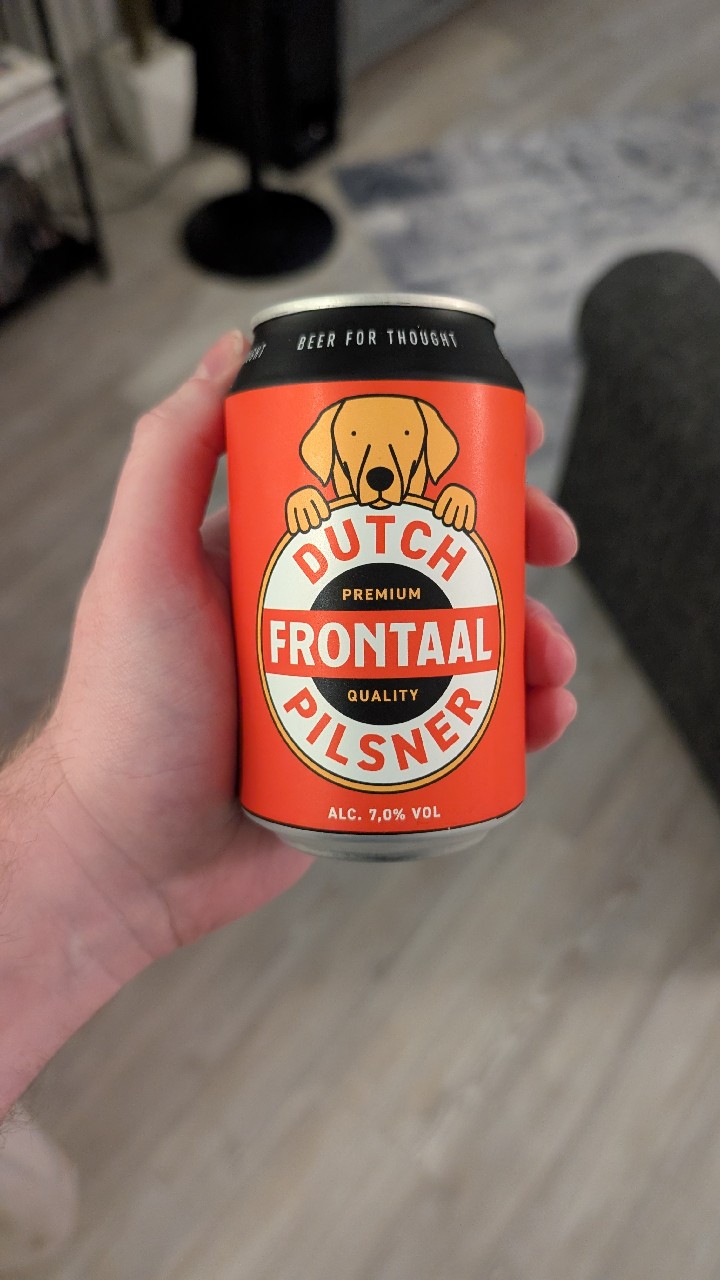 BEER FOR THOUGHT
DUTCH
PREMIUM
FRONTAAL
QUALITY
PILSNER
ALC. 7,0% VOL